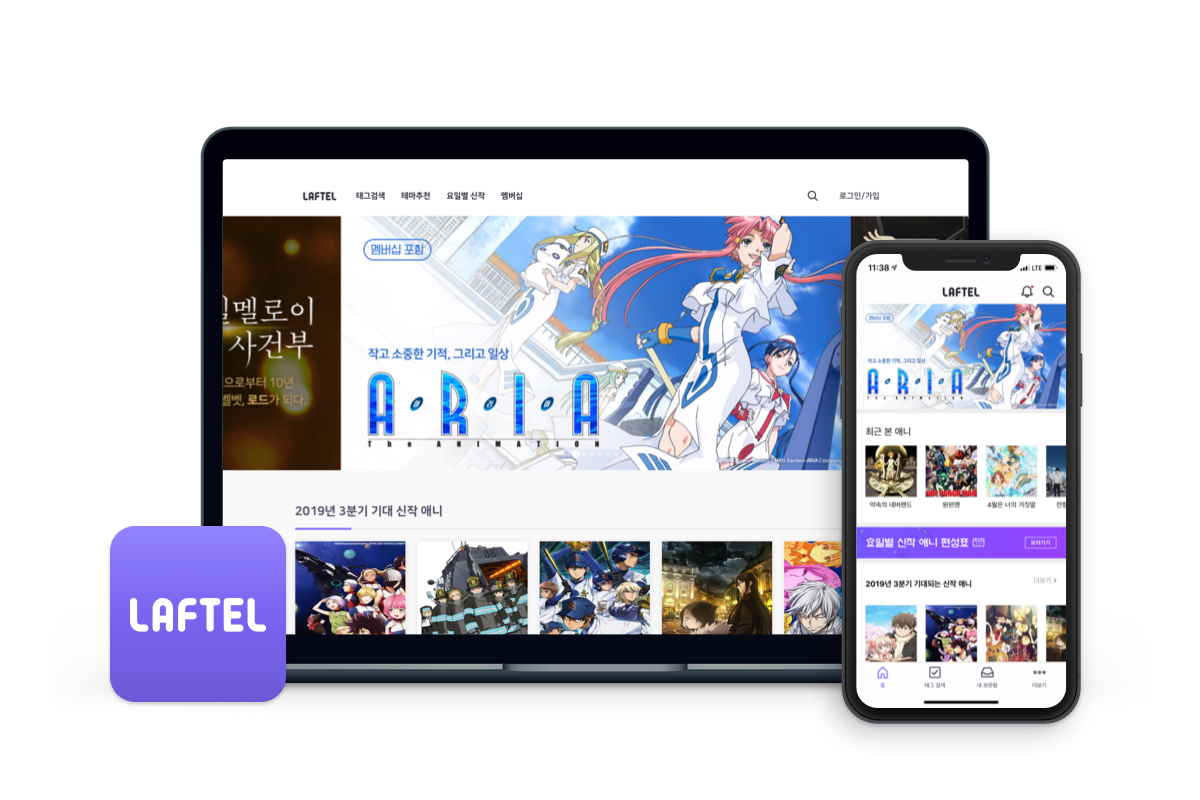 LAFTEL 태그검색 테마추천 요일별 신작 멤버십 로그인/가입
멜로이
사건부
으로부터 10년
벨벳, 로드가 되다.
멤버십 포함
작고 소중한 기적, 그리고 일상
A・R・I・A
The ANIMATION
2019년 3분기 기대 신작 애니
LAFTEL
11:38 LTE
LAFTEL
멤버십 포함
작고 소중한 기적, 그리고 일상
A・R・I・A
The ANIMATION
최근 본 애니
약속의 네버랜드 원펀맨 4월은 너의 거짓말
요일별 신작 애니 편성표 보러가기
2019년 3분기 기대되는 신작 애니 더보기 >
홈 태그 검색 내 보관함 더보기